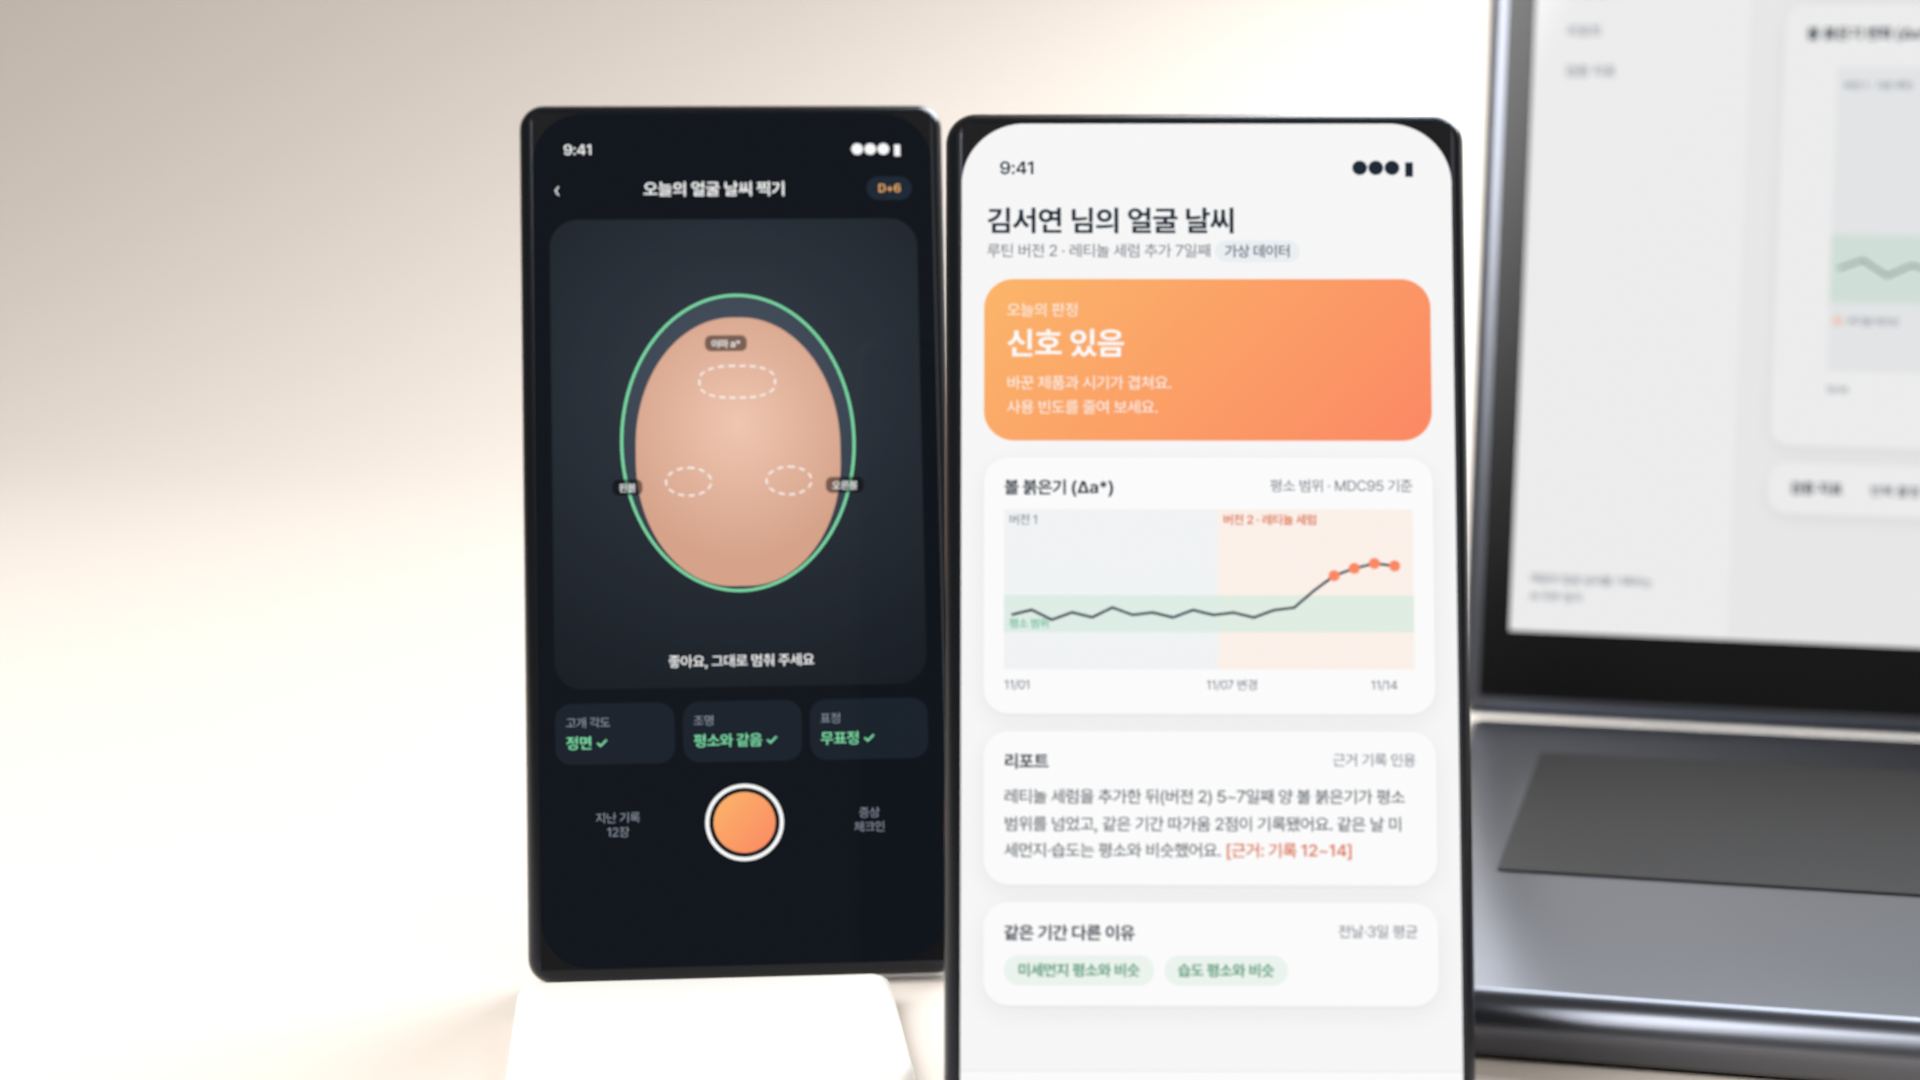 9:41
오늘의 얼굴 날씨 찍기
D+6
이마 a*
왼볼
오른볼
좋아요, 그대로 멈춰 주세요
고개 각도
정면 ✓
조명
평소와 같음 ✓
표정
무표정 ✓
지난 기록
12장
증상
체크인
9:41
김서연 님의 얼굴 날씨
루틴 버전 2 · 레티놀 세럼 추가 7일째
가상 데이터
오늘의 판정
신호 있음
바꾼 제품과 시기가 겹쳐요.
사용 빈도를 줄여 보세요.
볼 붉은기 (Δa*)
평소 범위 · MDC95 기준
버전 1
버전 2 · 레티놀 세럼
평소 범위
11/01
11/07 변경
11/14
리포트
근거 기록 인용
레티놀 세럼을 추가한 뒤(버전 2) 5~7일째 양 볼 붉은기가 평소
범위를 넘었고, 같은 기간 따가움 2점이 기록됐어요. 같은 날 미
세먼지·습도는 평소와 비슷했어요. [근거: 기록 12~14]
같은 기간 다른 이유
전날·3일 평균
미세먼지 평소와 비슷
습도 평소와 비슷